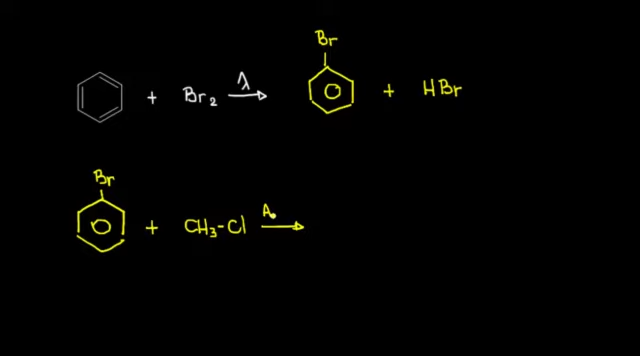 Br
+ Br2 λ + HBr
Br
+ CH3-Cl A